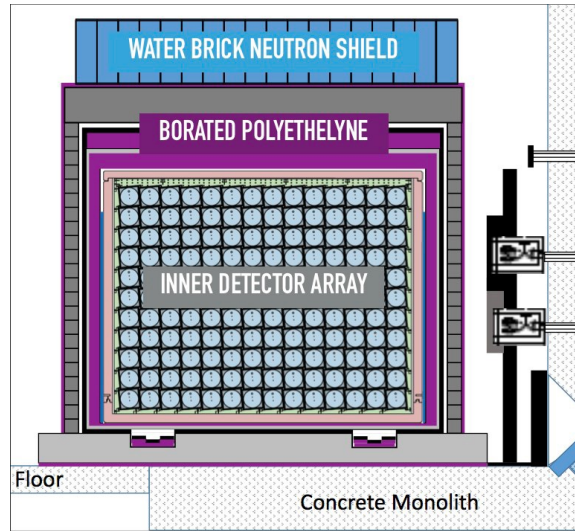 WATER BRICK NEUTRON SHIELD
BORATED POLYETHELYNE
INNER DETECTOR ARRAY
Floor
Concrete Monolith